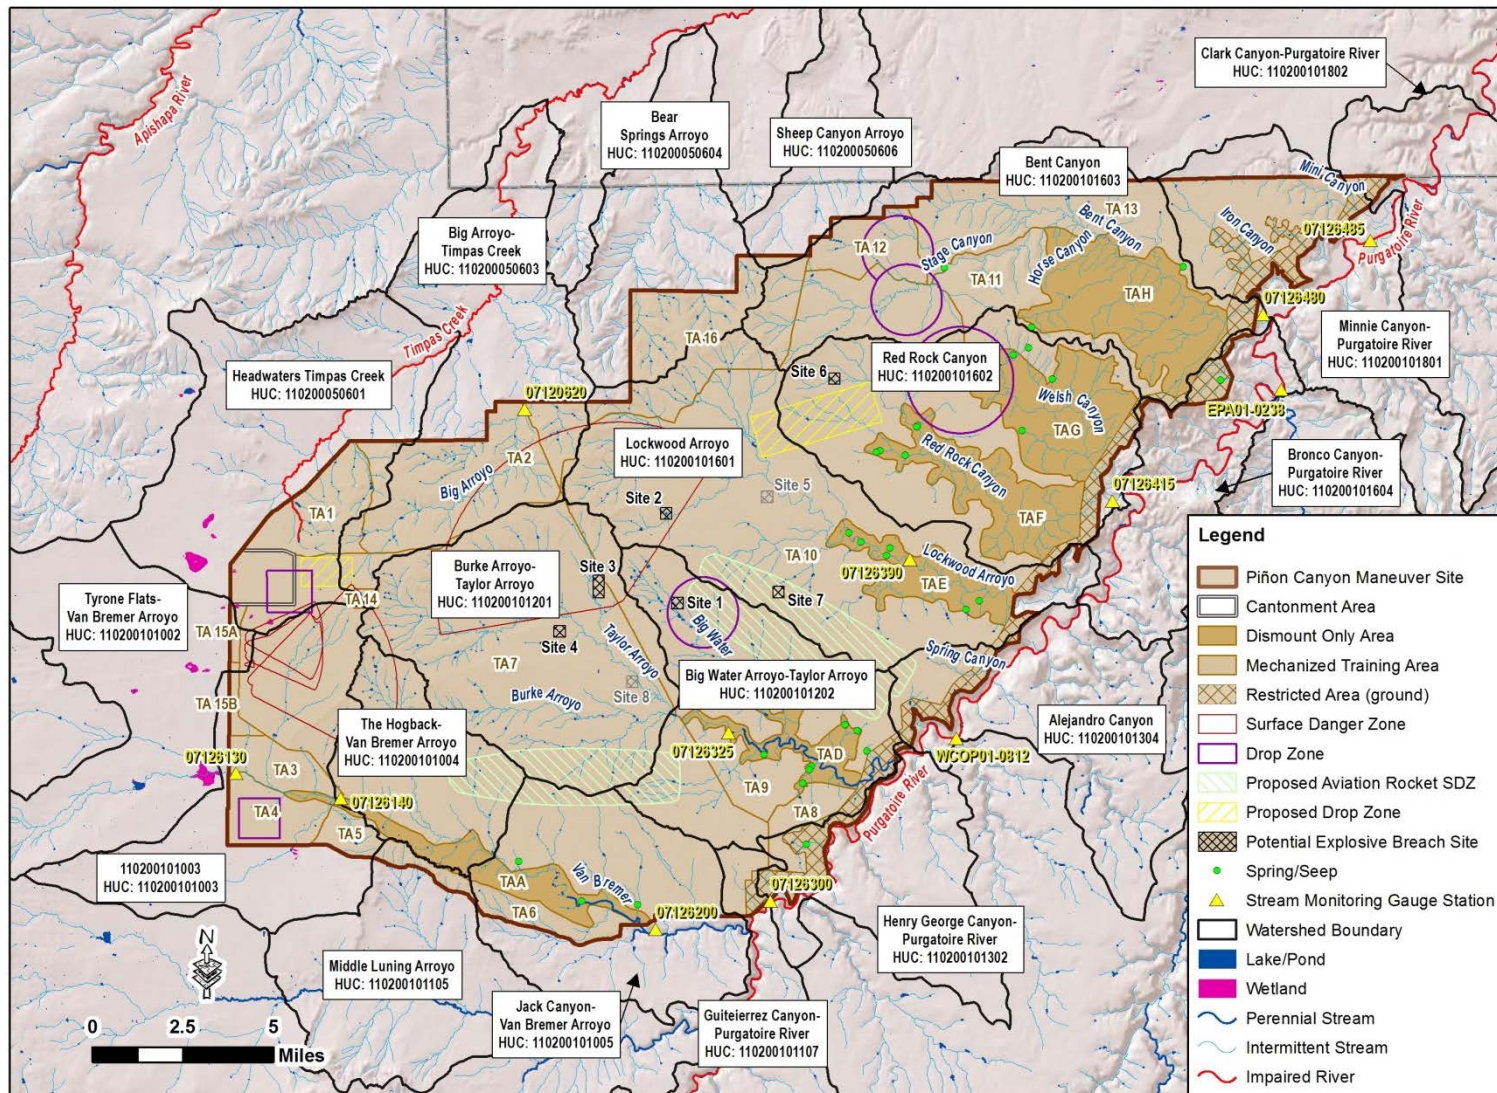 Clark Canyon-Purgatoire River
HUC: 110200101802
Apishapa River
Bear
Springs Arroyo
HUC: 110200050604
Sheep Canyon Arroyo
HUC: 110200050606
Bent Canyon
HUC: 110200101603
Mini Canyon
TA 13
Bent Canyon
Iron Canyon
07126485
Purgatoire River
Big Arroyo-
Timpas Creek
HUC: 110200050603
TA 12
Stage Canyon
TA 11
Horse Canyon
TAH
07126480
Timpas Creek
TA 16
Minnie Canyon-
Purgatoire River
HUC: 110200101801
Headwaters Timpas Creek
HUC: 110200050601
Site 6
Red Rock Canyon
HUC: 110200101602
Welsh Canyon
EPA01-0238
07120620
TAG
TA2
Lockwood Arroyo
HUC: 110200101601
Red Rock Canyon
Bronco Canyon-
Purgatoire River
HUC: 110200101604
Big Arroyo
Site 5
Site 2
07126415
TA1
TAF
Burke Arroyo-
Taylor Arroyo
HUC: 110200101201
Site 3
TA 10
07126390
Lockwood Arroyo
TAE
Tyrone Flats-
Van Bremer Arroyo
HUC: 110200101002
TA 14
Site 1
Site 7
TA 15A
Big Water
Site 4
Taylor Arroyo
Spring Canyon
TA7
Site 8
Big Water Arroyo-Taylor Arroyo
HUC: 110200101202
TA 15B
Burke Arroyo
The Hogback-
Van Bremer Arroyo
HUC: 110200101004
Alejandro Canyon
HUC: 110200101304
07126325
TAD
WCOP01-0812
07126130
TA3
TA9
07126140
TA8
Purgatoire River
TA4
TA5
110200101003
HUC: 110200101003
TAA
Van Bremer
TA6
07126300
07126200
Henry George Canyon-
Purgatoire River
HUC: 110200101302
Middle Luning Arroyo
HUC: 110200101105
Jack Canyon-
Van Bremer Arroyo
HUC: 110200101005
Guiteierrez Canyon-
Purgatoire River
HUC: 110200101107
N
0 2.5 5
Miles
Legend
Piñon Canyon Maneuver Site
Cantonment Area
Dismount Only Area
Mechanized Training Area
Restricted Area (ground)
Surface Danger Zone
Drop Zone
Proposed Aviation Rocket SDZ
Proposed Drop Zone
Potential Explosive Breach Site
Spring/Seep
Stream Monitoring Gauge Station
Watershed Boundary
Lake/Pond
Wetland
Perennial Stream
Intermittent Stream
Impaired River